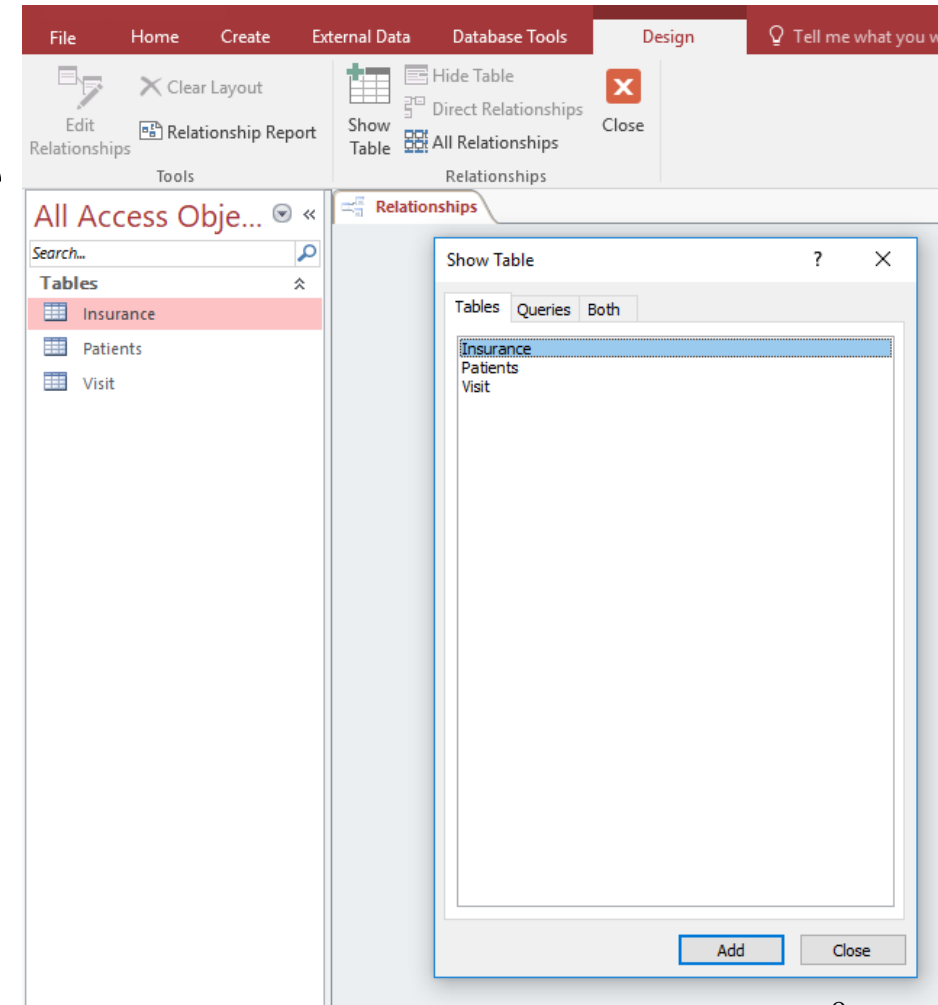 File Home Create External Data Database Tools Design Tell me what you w
Edit
Relationships
Clear Layout
Relationship Report
Tools
Show
Table
Hide Table
Direct Relationships
All Relationships
Close
Relationships
All Access Obje...
Search...
Tables
Insurance
Patients
Visit
Relationships
Show Table ?
Tables Queries Both
Insurance
Patients
Visit
Add Close